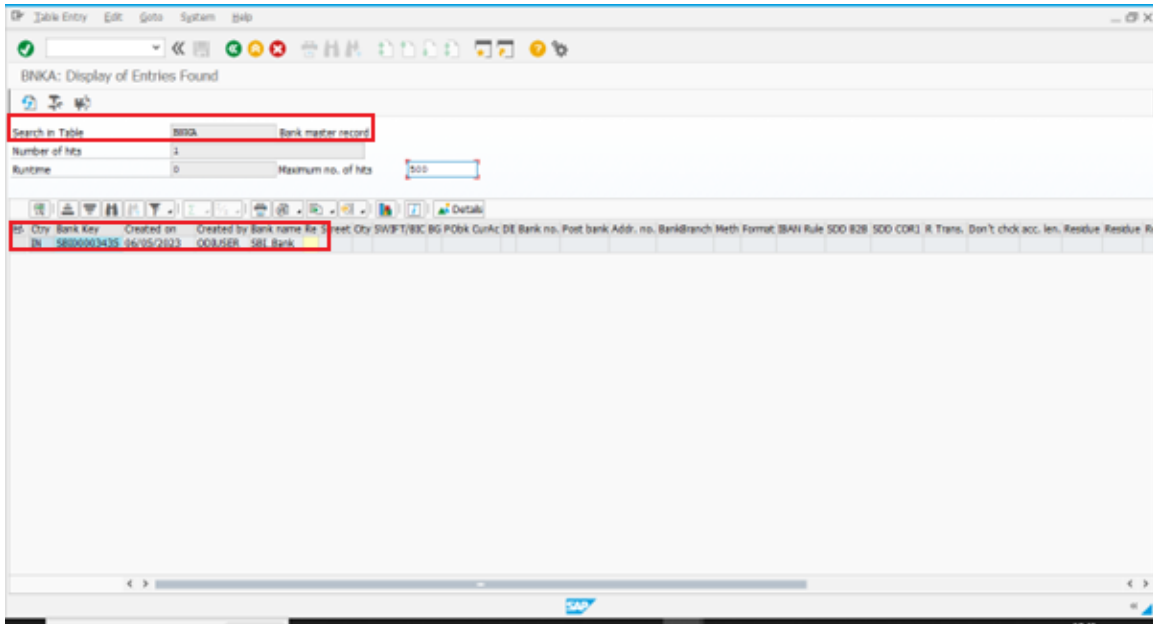 Table Entry Edit Goto System Help
BNKA: Display of Entries Found
Search in Table BNKA Bank master record
Number of hits 1
Runtime 0 Maximum no. of hits 500
Details
Ctry Bank Key Created on Created by Bank name Re Street City SWIFT/BIC BG PObk CurAc DE Bank no. Post bank Addr. no. BankBranch Meth Format IBAN Rule SDD B2B SDD COR1 R Trans. Don't chck acc. len. Residue Residue
IN 06/05/2023 ODIUSER SBI Bank
SAP